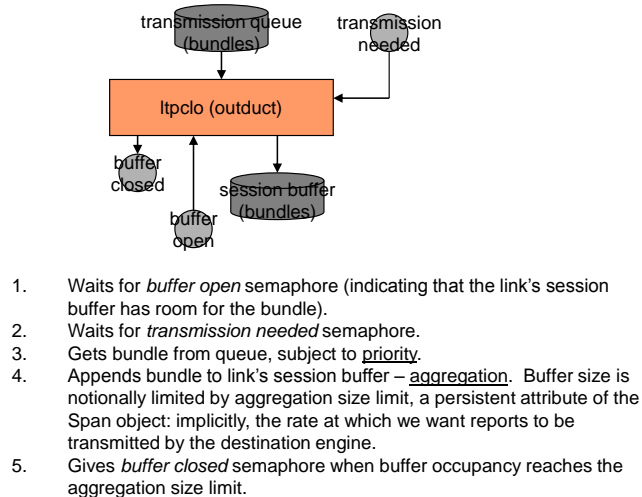 transmission queue
(bundles)
transmission
needed
ltpclo (outduct)
buffer
closed
session buffer
(bundles)
buffer
open
1. Waits for buffer open semaphore (indicating that the link's session
buffer has room for the bundle).
2. Waits for transmission needed semaphore.
3. Gets bundle from queue, subject to priority.
4. Appends bundle to link's session buffer – aggregation. Buffer size is
notionally limited by aggregation size limit, a persistent attribute of the
Span object: implicitly, the rate at which we want reports to be
transmitted by the destination engine.
5. Gives buffer closed semaphore when buffer occupancy reaches the
aggregation size limit.